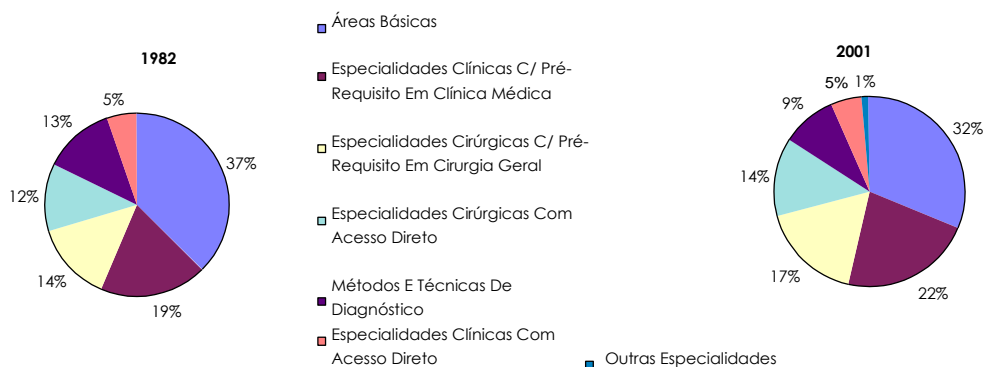 1982
37%
19%
14%
12%
13%
5%
Áreas Básicas
Especialidades Clínicas C/ Pré-
Requisito Em Clínica Médica
Especialidades Cirúrgicas C/ Pré-
Requisito Em Cirurgia Geral
Especialidades Cirúrgicas Com
Acesso Direto
Métodos E Técnicas De
Diagnóstico
Especialidades Clínicas Com
Acesso Direto
Outras Especialidades
2001
32%
22%
17%
14%
9%
5%
1%